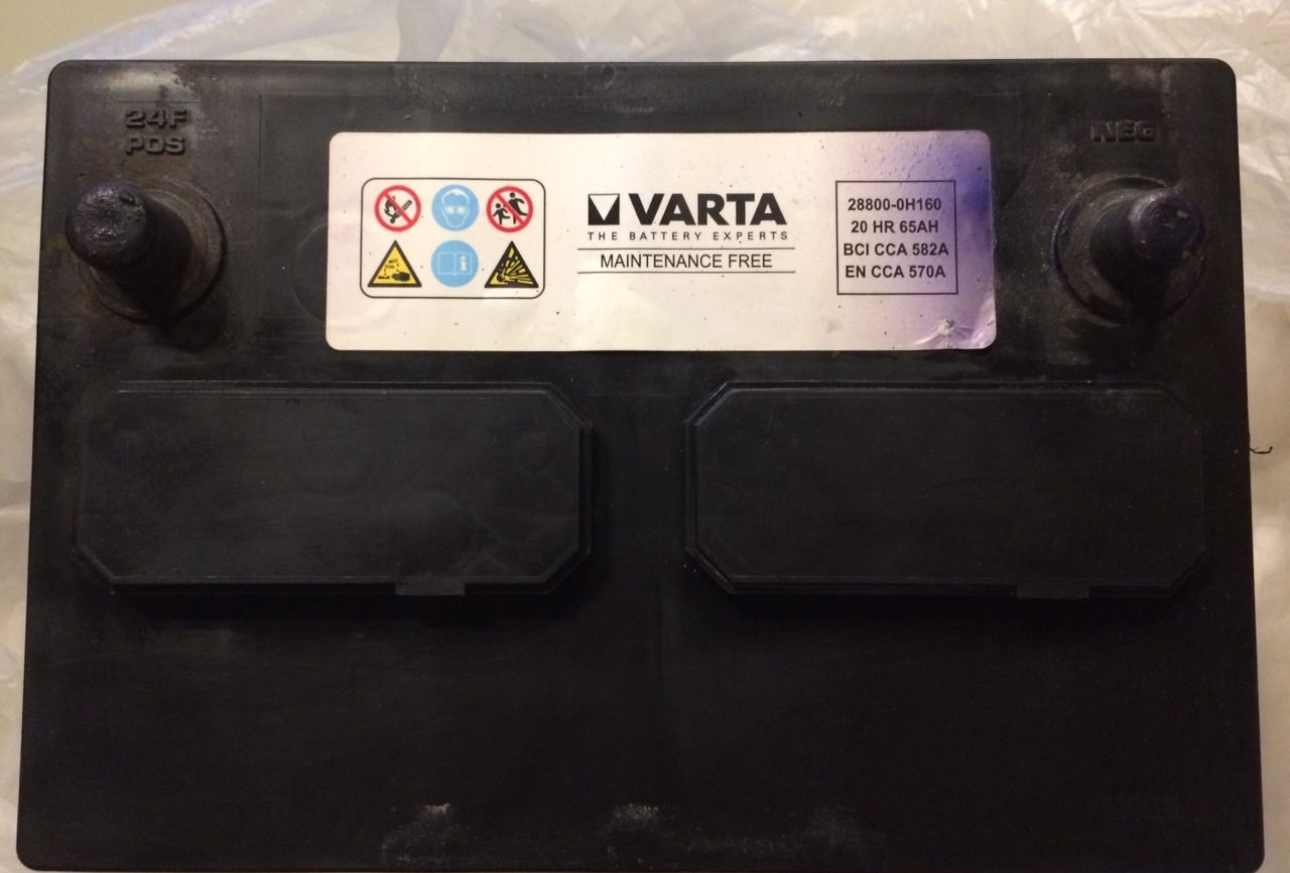 24F
POS
NEG
VARTA
THE BATTERY EXPERTS
MAINTENANCE FREE
28800-0H160
20 HR 65AH
BCI CCA 582A
EN CCA 570A